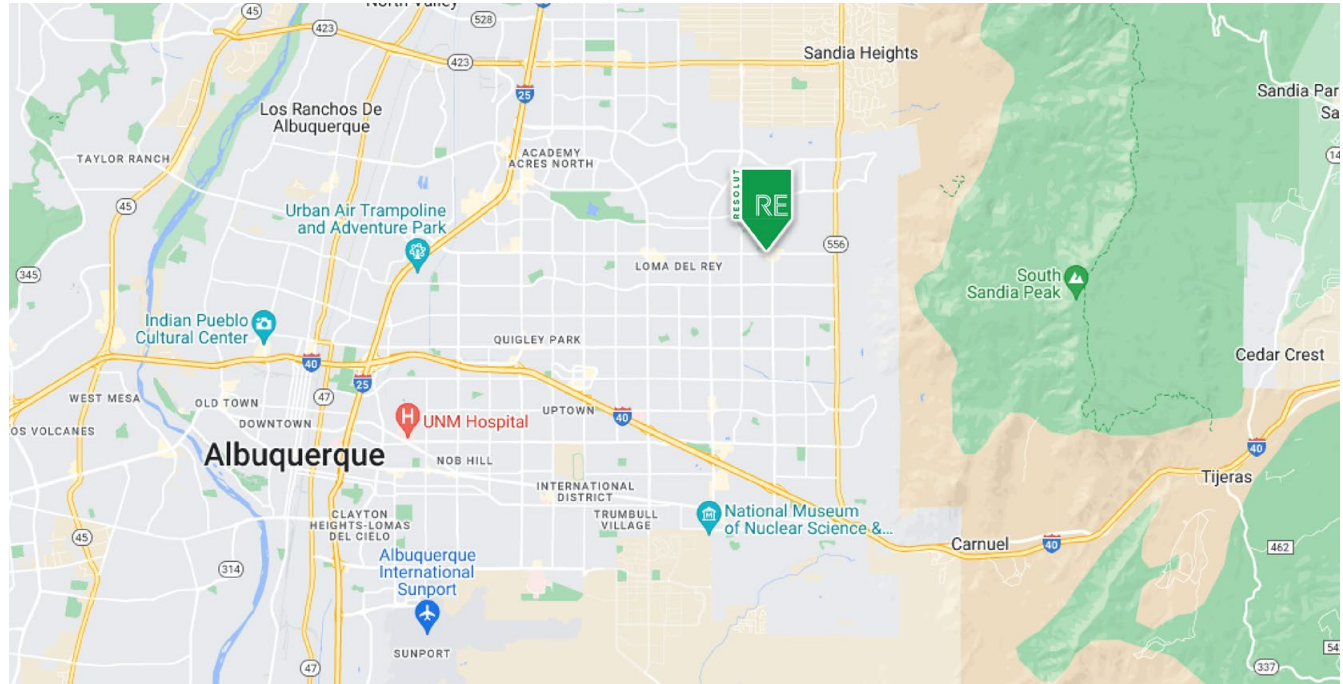 North Valley
45
528
423
423
Sandia Heights
25
Los Ranchos De
Albuquerque
Sandia Par
Sa
TAYLOR RANCH
ACADEMY
ACRES NORTH
14
RESOLUT
RE
45
Urban Air Trampoline
and Adventure Park
556
345
LOMA DEL REY
South
Sandia Peak
Indian Pueblo
Cultural Center
QUIGLEY PARK
40
Cedar Crest
25
47
WEST MESA
OLD TOWN
DOWNTOWN
UNM Hospital
UPTOWN
40
OS VOLCANES
Albuquerque
NOB HILL
40
Tijeras
INTERNATIONAL
DISTRICT
CLAYTON
HEIGHTS-LOMAS
DEL CIELO
TRUMBULL
VILLAGE
National Museum
of Nuclear Science &...
45
Carnuel
40
462
Albuquerque
International
Sunport
314
SUNPORT
54
47
337